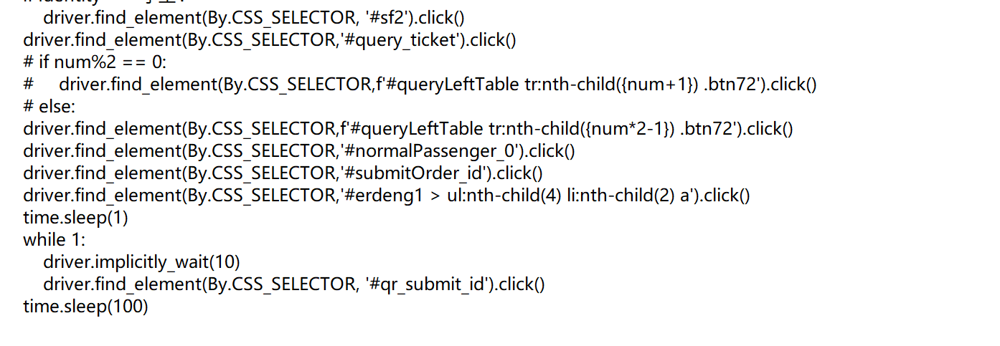 driver.find_element(By.CSS_SELECTOR, '#sf2').click()
driver.find_element(By.CSS_SELECTOR,'#query_ticket').click()
# if num%2 == 0:
#     driver.find_element(By.CSS_SELECTOR,f'#queryLeftTable tr:nth-child({num+1}) .btn72').click()
# else:
driver.find_element(By.CSS_SELECTOR,f'#queryLeftTable tr:nth-child({num*2-1}) .btn72').click()
driver.find_element(By.CSS_SELECTOR,'#normalPassenger_0').click()
driver.find_element(By.CSS_SELECTOR,'#submitOrder_id').click()
driver.find_element(By.CSS_SELECTOR,'#erdeng1 > ul:nth-child(4) li:nth-child(2) a').click()
time.sleep(1)
while 1:
    driver.implicitly_wait(10)
    driver.find_element(By.CSS_SELECTOR, '#qr_submit_id').click()
time.sleep(100)